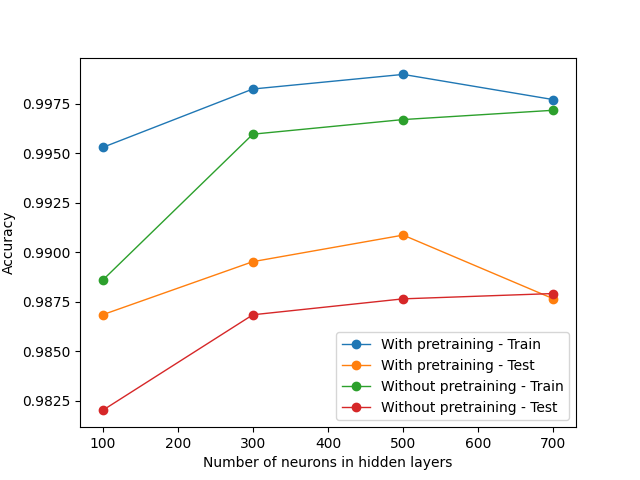 0.9975
0.9950
0.9925
0.9900
0.9875
0.9850
0.9825
Accuracy
100
200
300
400
500
600
700
Number of neurons in hidden layers
With pretraining - Train
With pretraining - Test
Without pretraining - Train
Without pretraining - Test